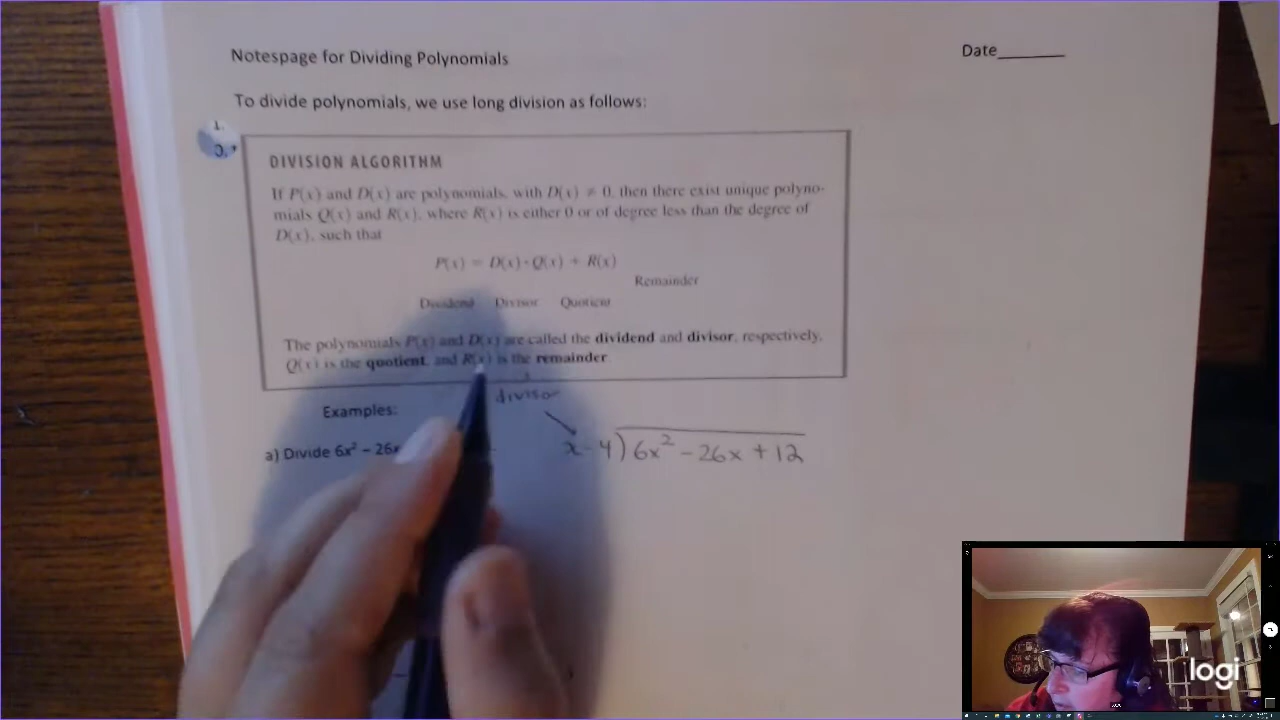 Notespage for Dividing Polynomials
Date______
To divide polynomials, we use long division as follows:
DIVISION ALGORITHM
If P(x) and D(x) are polynomials, with D(x) ≠ 0, then there exist unique polyno-
mials Q(x) and R(x), where R(x) is either 0 or of degree less than the degree of
D(x), such that
P(x) = D(x) · Q(x) + R(x)
Remainder
Dividend Divisor Quotient
The polynomials P(x) and D(x) are called the dividend and divisor, respectively,
Q(x) is the quotient, and R(x) is the remainder.
divisor
Examples:
x - 4) 6x² - 26x + 12
a) Divide 6x² – 26x
logi